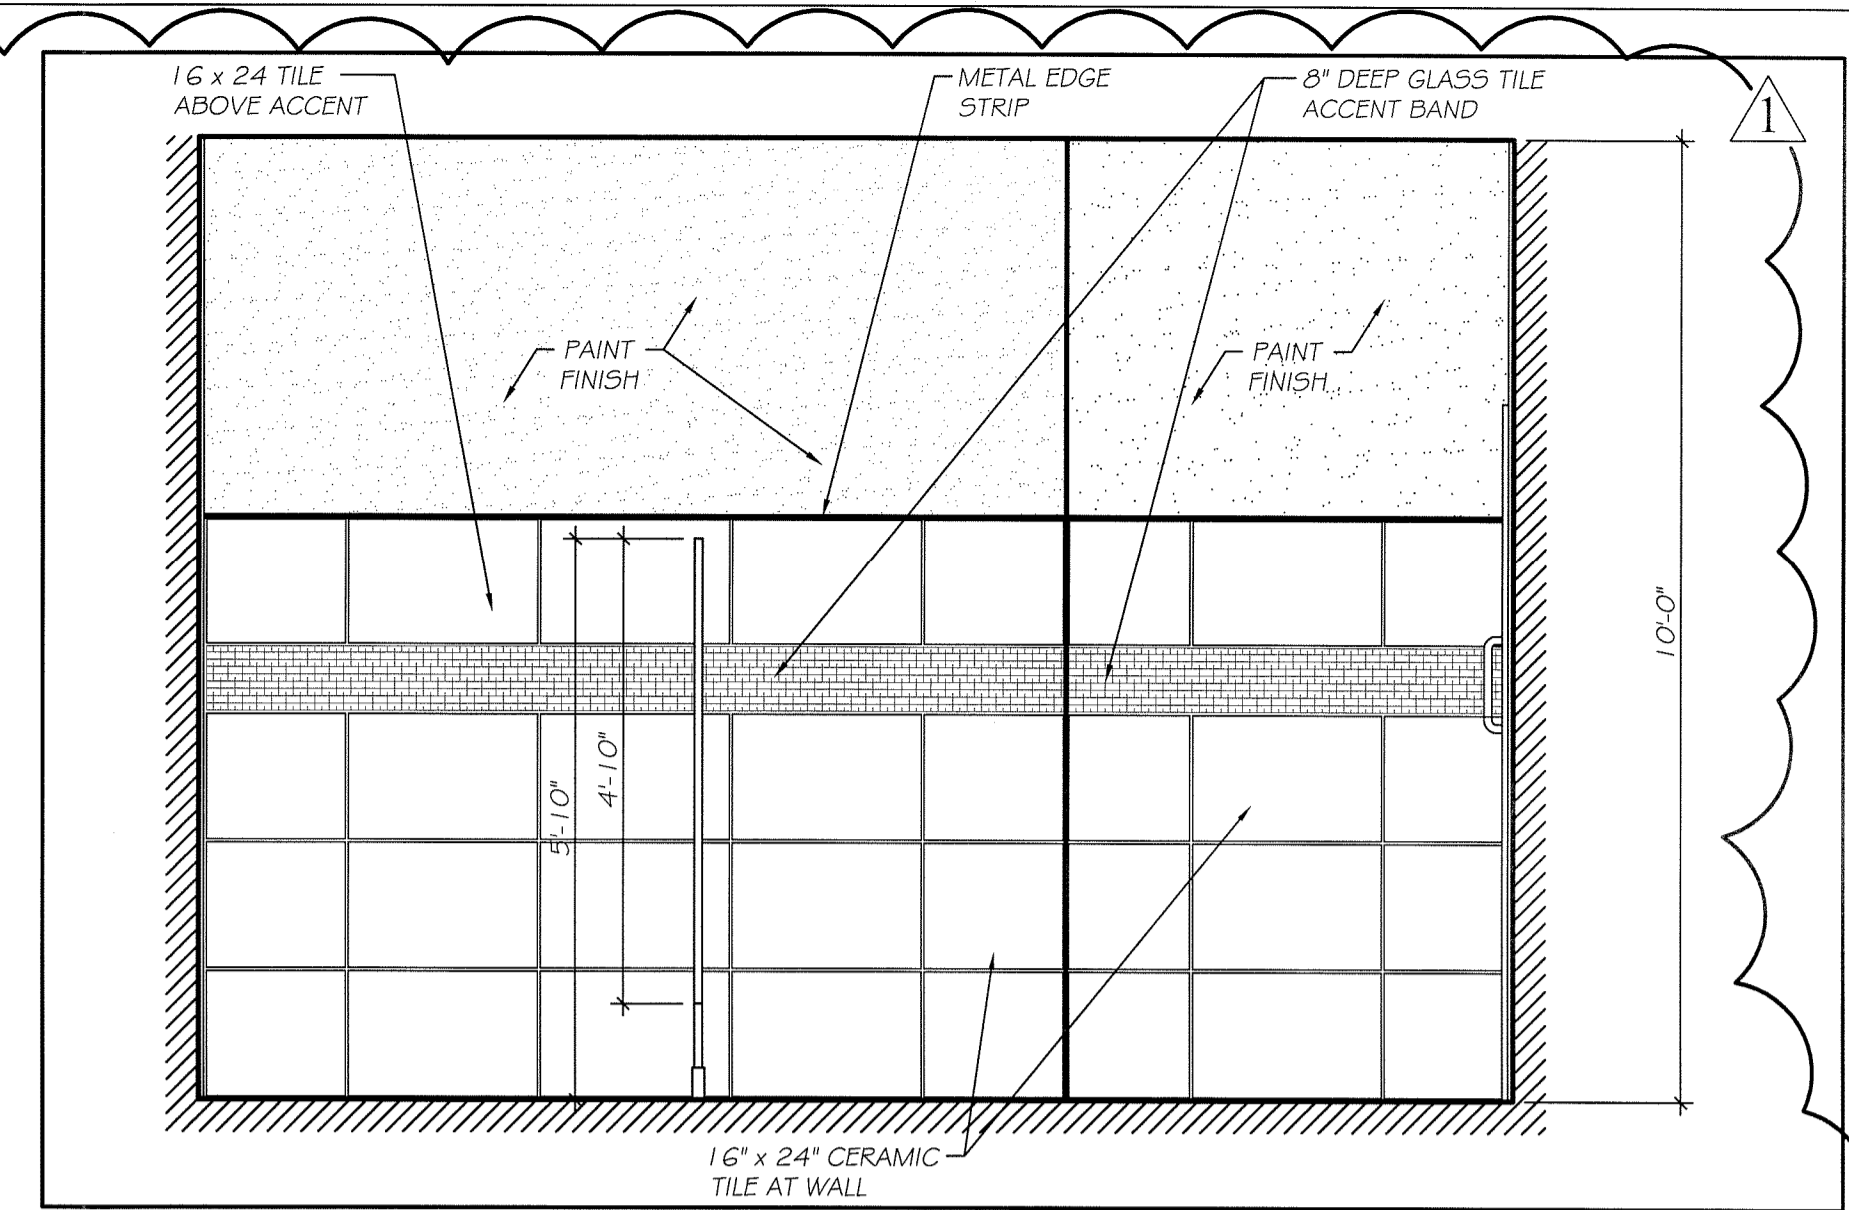 16 x 24 TILE
ABOVE ACCENT
METAL EDGE
STRIP
8" DEEP GLASS TILE
ACCENT BAND
1
PAINT
FINISH
PAINT
FINISH
10'-0"
5'-10"
4'-10"
16" x 24" CERAMIC
TILE AT WALL